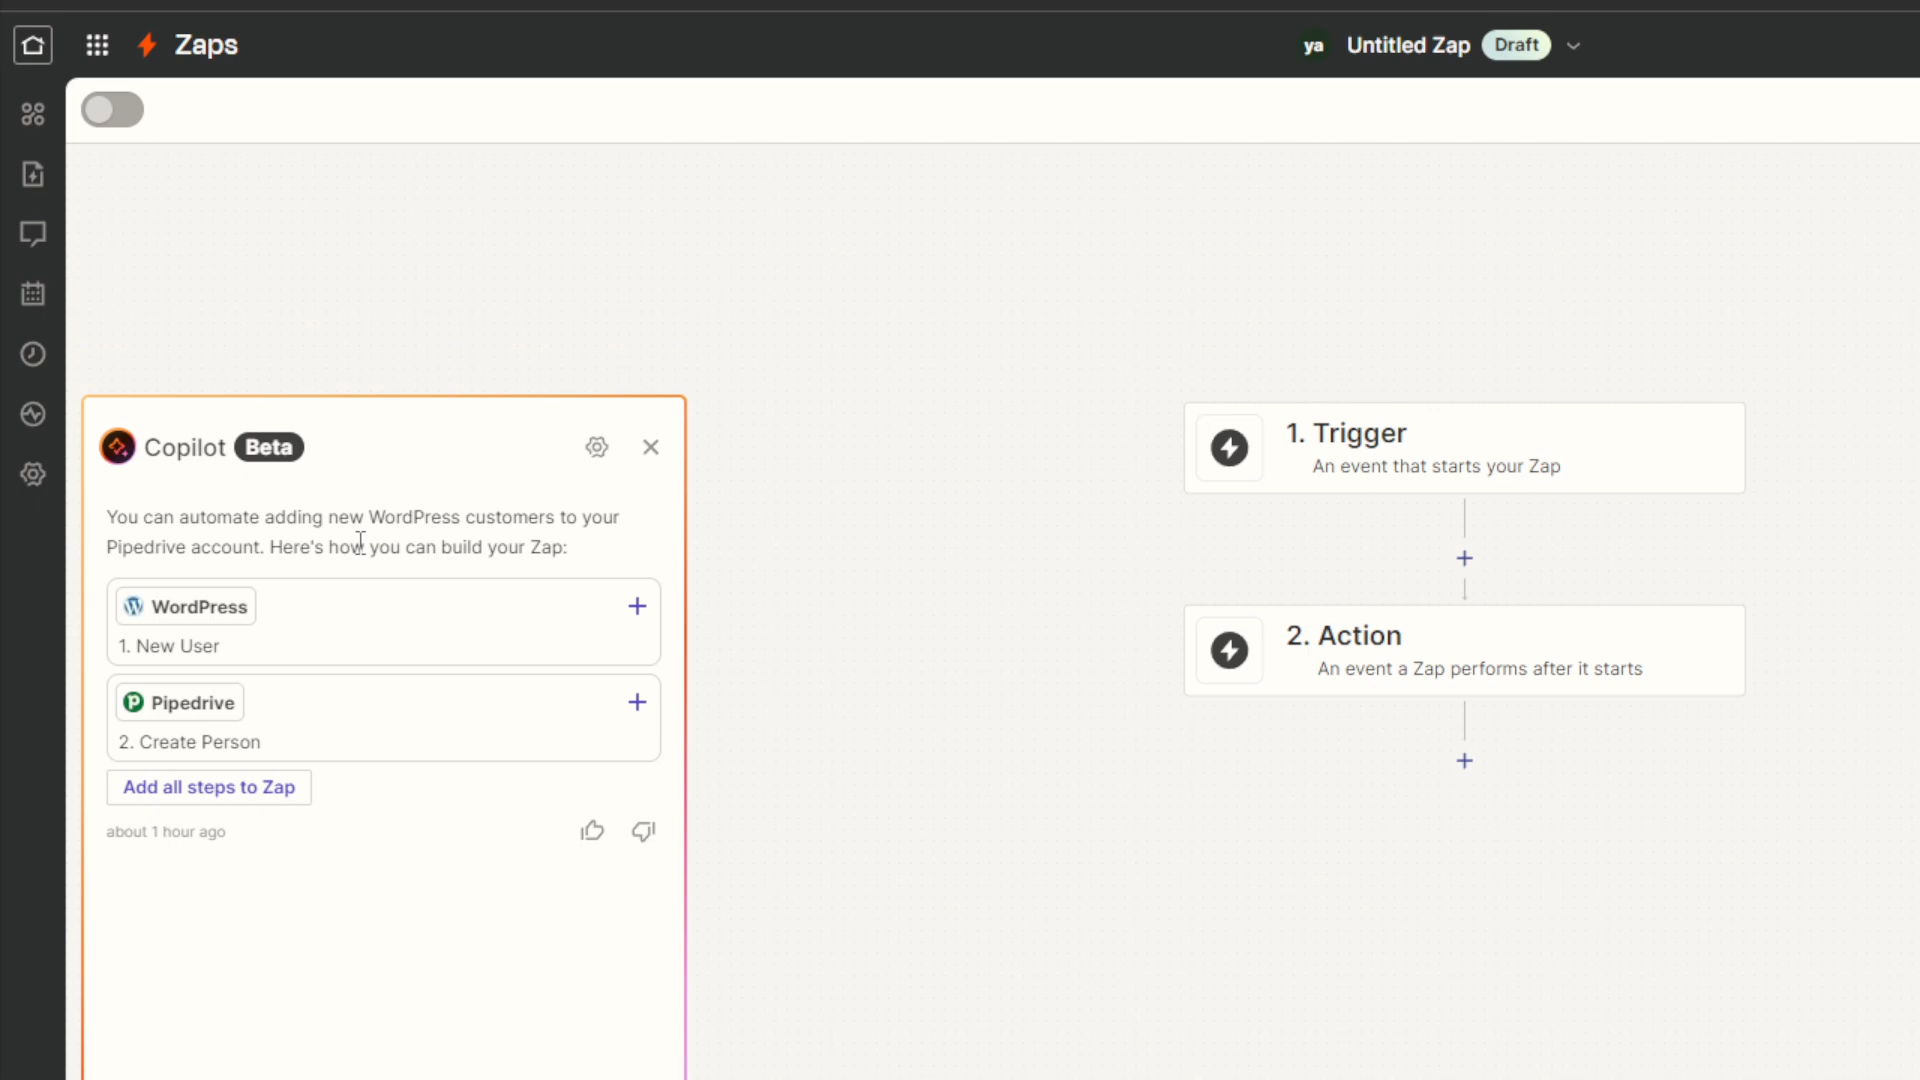 Zaps
ya Untitled Zap Draft
Copilot Beta
You can automate adding new WordPress customers to your
Pipedrive account. Here's how you can build your Zap:
WordPress
1. New User
Pipedrive
2. Create Person
Add all steps to Zap
about 1 hour ago
1. Trigger
An event that starts your Zap
2. Action
An event a Zap performs after it starts